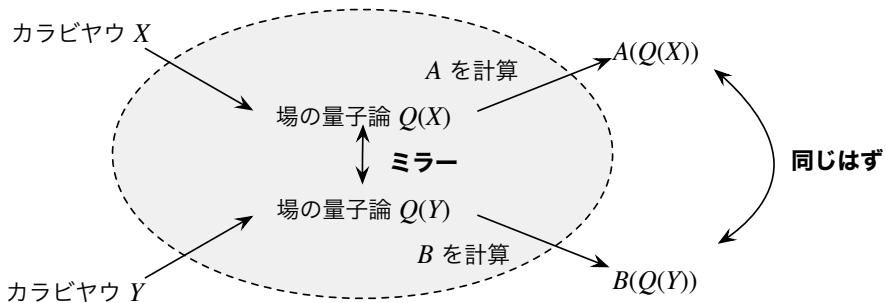 カラビヤウ X
A(Q(X))
A を計算
場の量子論 Q(X)
ミラー
同じはず
場の量子論 Q(Y)
B を計算
カラビヤウ Y
B(Q(Y))